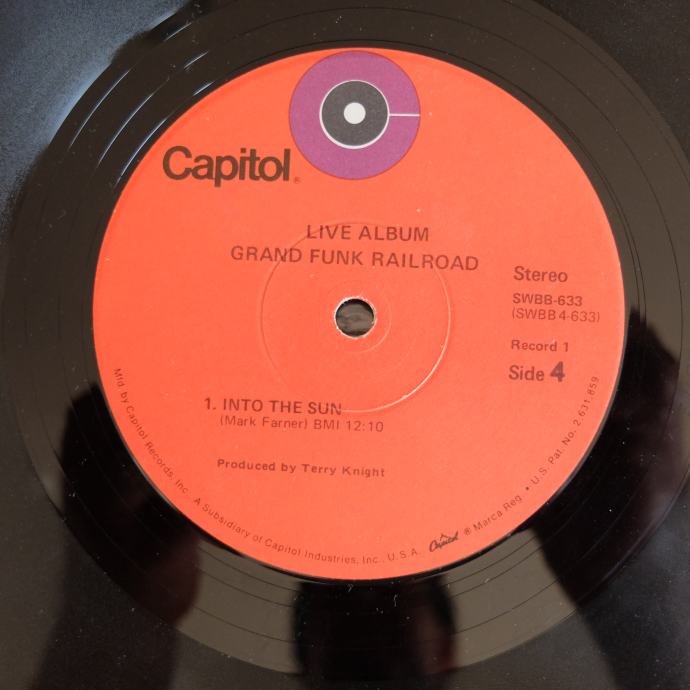 Capitol®
LIVE ALBUM
GRAND FUNK RAILROAD
Stereo
SWBB-633
(SWBB 4-633)
Record 1
Side 4
1. INTO THE SUN
(Mark Farner) BMI 12:10
Produced by Terry Knight
Mfd. by Capitol Records, Inc. A Subsidiary of Capitol Industries, Inc., U.S.A. Capitol ® Marca Reg. • U.S. Pat. No. 2,631,859